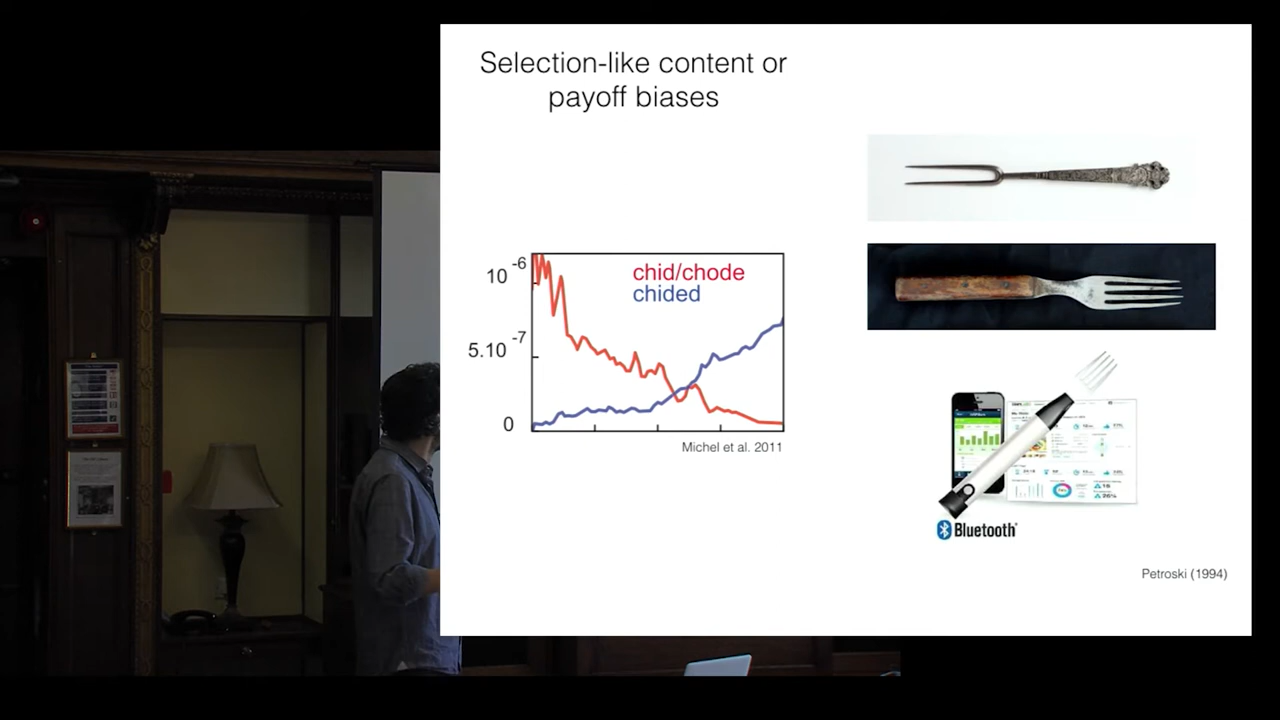 Selection-like content or
payoff biases
10 -6
chid/chode
chided
5.10 -7
0
Michel et al. 2011
Bluetooth
Petroski (1994)